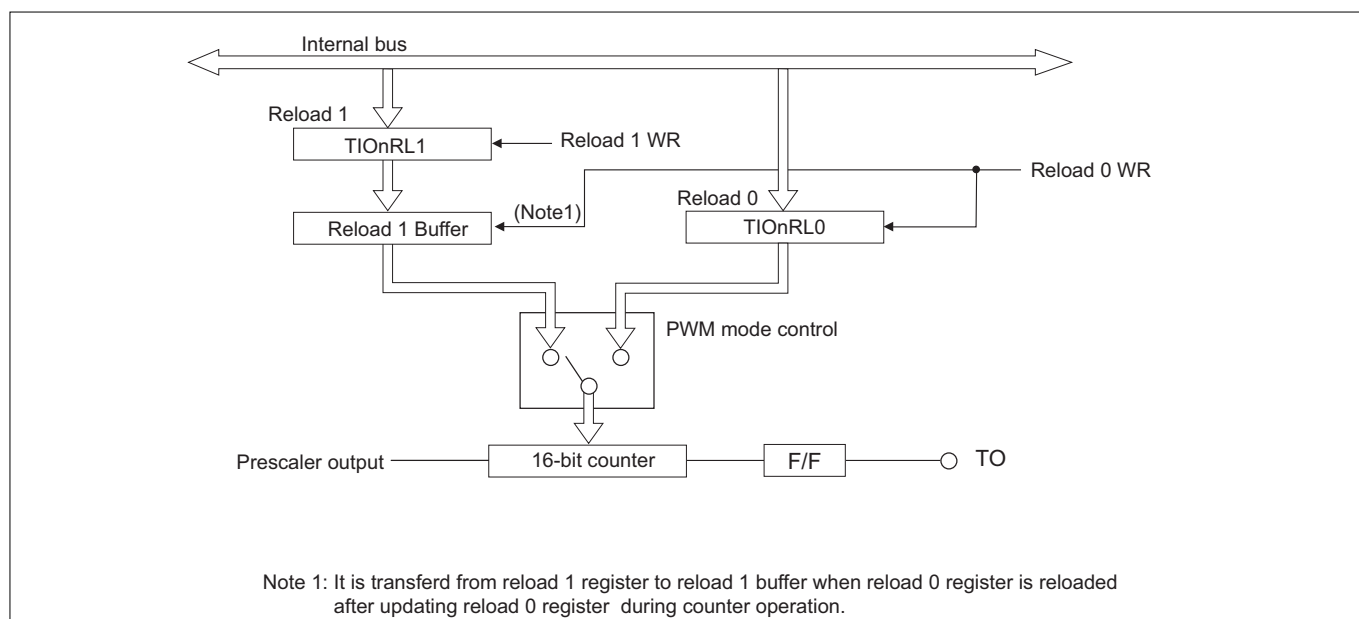 Internal bus
Reload 1
TIOnRL1
Reload 1 WR
Reload 0 WR
Reload 0
(Note1)
Reload 1 Buffer
TIOnRL0
PWM mode control
Prescaler output
16-bit counter
F/F
TO
Note 1: It is transferd from reload 1 register to reload 1 buffer when reload 0 register is reloaded
after updating reload 0 register during counter operation.